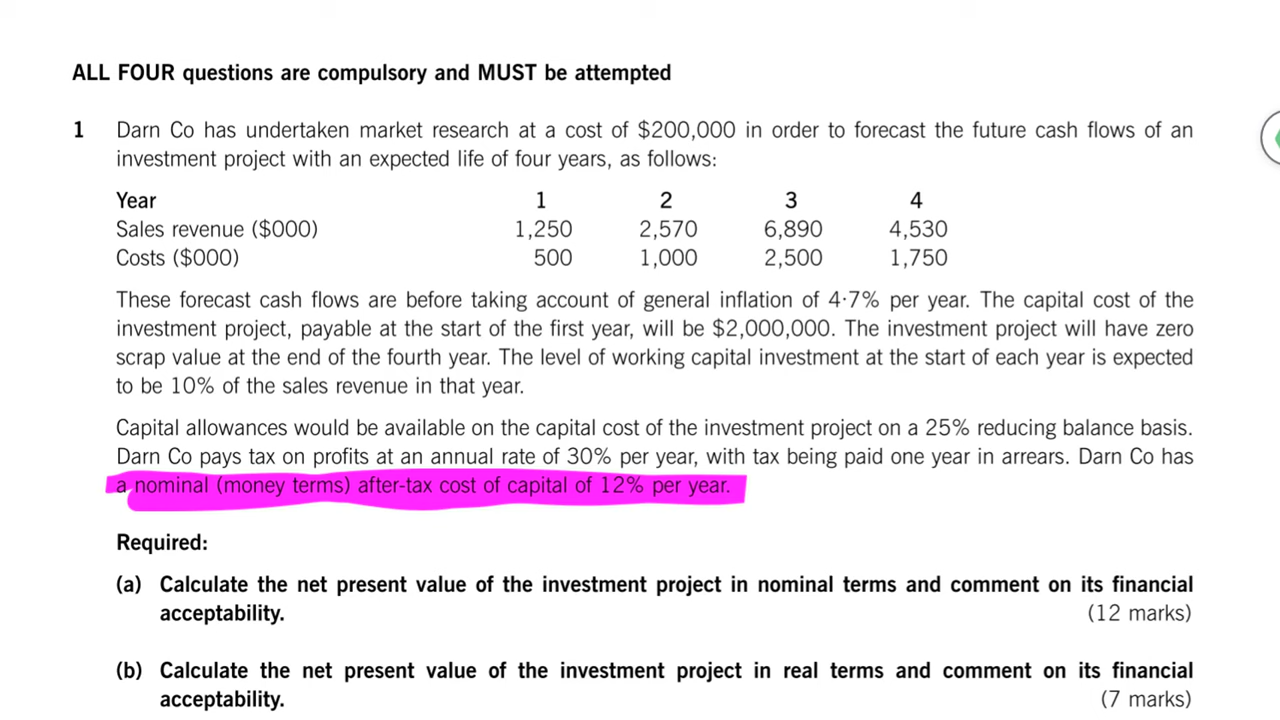 ALL FOUR questions are compulsory and MUST be attempted
1 Darn Co has undertaken market research at a cost of $200,000 in order to forecast the future cash flows of an
investment project with an expected life of four years, as follows:
Year 1 2 3 4
Sales revenue ($000) 1,250 2,570 6,890 4,530
Costs ($000) 500 1,000 2,500 1,750
These forecast cash flows are before taking account of general inflation of 4·7% per year. The capital cost of the
investment project, payable at the start of the first year, will be $2,000,000. The investment project will have zero
scrap value at the end of the fourth year. The level of working capital investment at the start of each year is expected
to be 10% of the sales revenue in that year.
Capital allowances would be available on the capital cost of the investment project on a 25% reducing balance basis.
Darn Co pays tax on profits at an annual rate of 30% per year, with tax being paid one year in arrears. Darn Co has
a nominal (money terms) after-tax cost of capital of 12% per year.
Required:
(a) Calculate the net present value of the investment project in nominal terms and comment on its financial
acceptability. (12 marks)
(b) Calculate the net present value of the investment project in real terms and comment on its financial
acceptability. (7 marks)